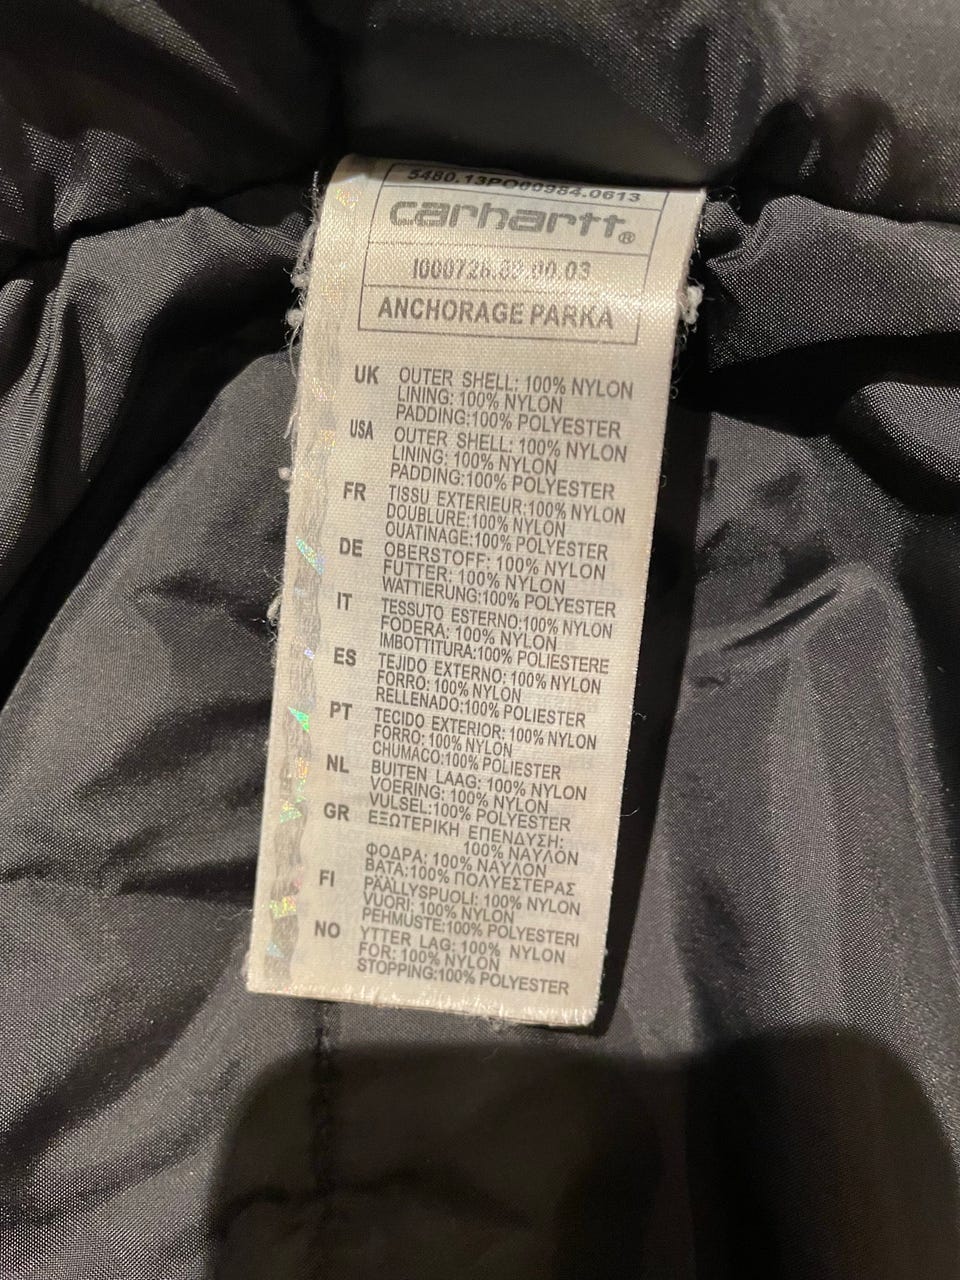 5480.13PO00984.0613
carhartt®
ANCHORAGE PARKA
UK OUTER SHELL: 100% NYLON
LINING: 100% NYLON
PADDING:100% POLYESTER
USA OUTER SHELL: 100% NYLON
LINING: 100% NYLON
PADDING:100% POLYESTER
FR TISSU EXTERIEUR:100% NYLON
DOUBLURE:100% NYLON
OUATINAGE:100% POLYESTER
DE OBERSTOFF: 100% NYLON
FUTTER: 100% NYLON
WATTIERUNG:100% POLYESTER
IT TESSUTO ESTERNO:100% NYLON
FODERA: 100% NYLON
IMBOTTITURA:100% POLIESTERE
ES TEJIDO EXTERNO: 100% NYLON
FORRO: 100% NYLON
RELLENADO:100% POLIESTER
PT TECIDO EXTERIOR: 100% NYLON
FORRO: 100% NYLON
CHUMACO:100% POLIESTER
NL BUITEN LAAG: 100% NYLON
VOERING: 100% NYLON
VULSEL:100% POLYESTER
GR ΕΞΩΤΕΡΙΚΗ ΕΠΕΝΔΥΣΗ:
100% ΝΑΥΛΟΝ
ΦΟΔΡΑ: 100% ΝΑΥΛΟΝ
ΒΑΤΑ:100% ΠΟΛΥΕΣΤΕΡΑΣ
FI PÄÄLLYSPUOLI: 100% NYLON
VUORI: 100% NYLON
PEHMUSTE:100% POLYESTERI
NO YTTER LAG: 100% NYLON
FOR: 100% NYLON
STOPPING:100% POLYESTER